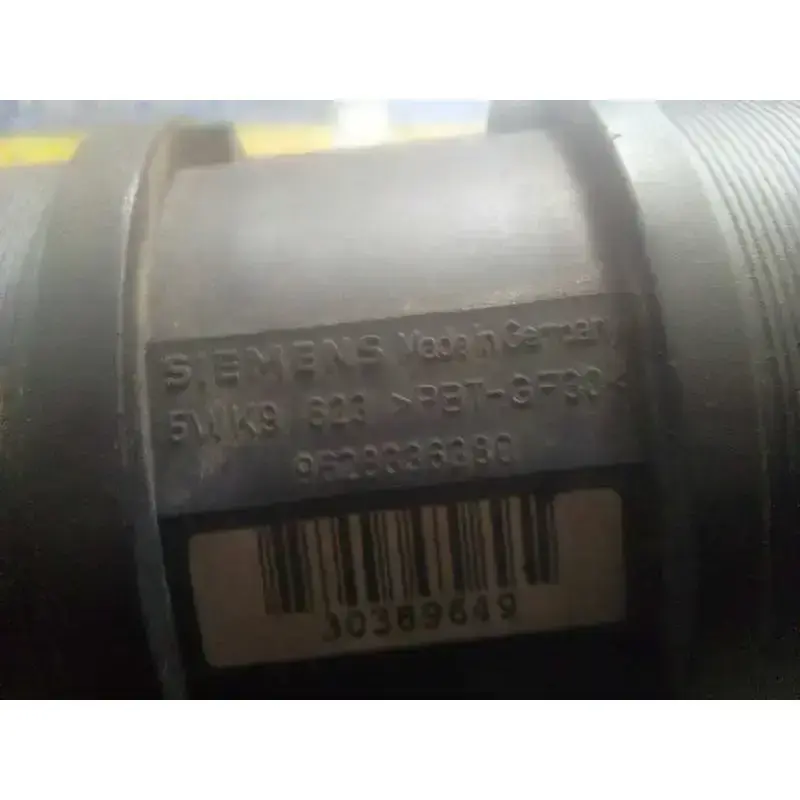 SIEMENS Made in Germany
5WK9 623 >PBT-GF30<
9628336380
30389649